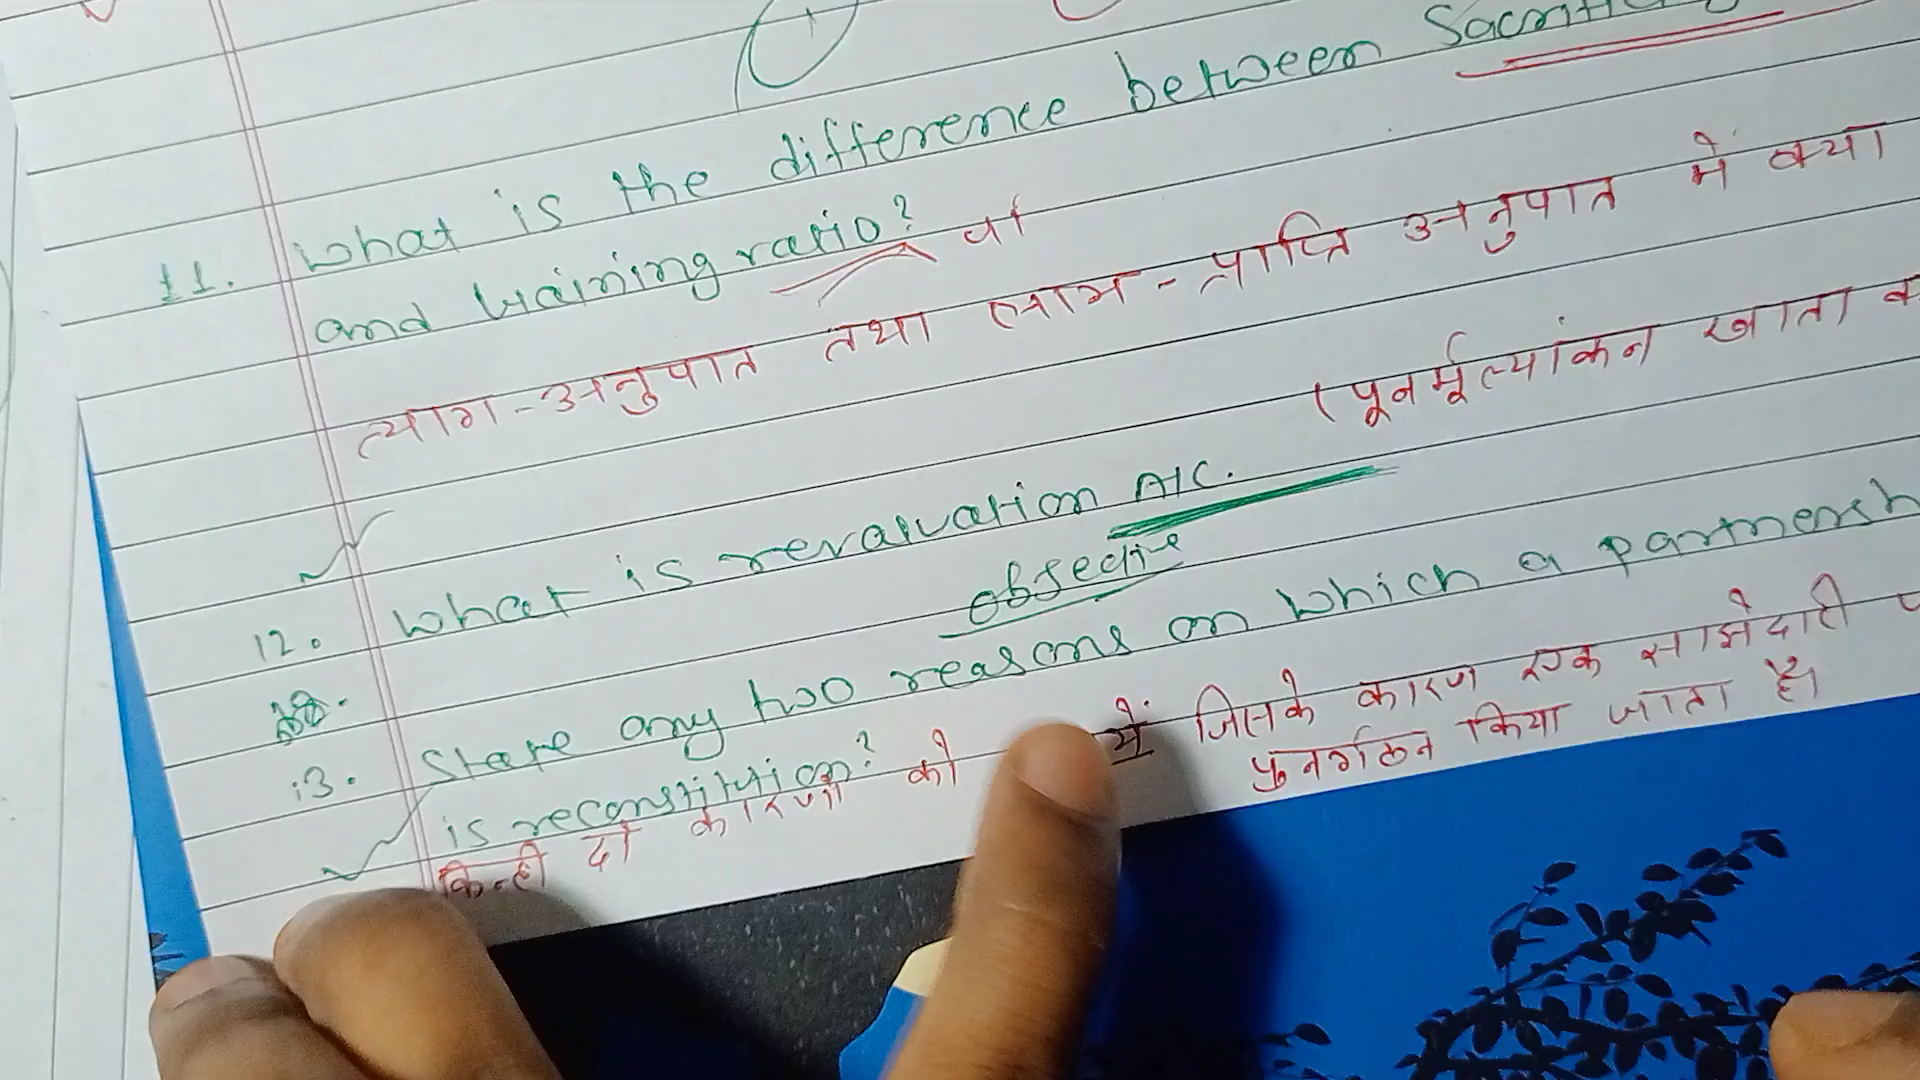 11. What is the difference between
and Gaining ratio?
त्याग-अनुपात तथा लाभ-प्राप्ति अनुपात में क्या
12. What is revaluation A/C. (पूनर्मूल्यांकन खाता
objective
13. State any two reasons on which a partnersh
is reconstitution?
किन्ही दो कारणों को में जिसके कारण एक साझेदारी
पुनर्गठन किया जाता है।